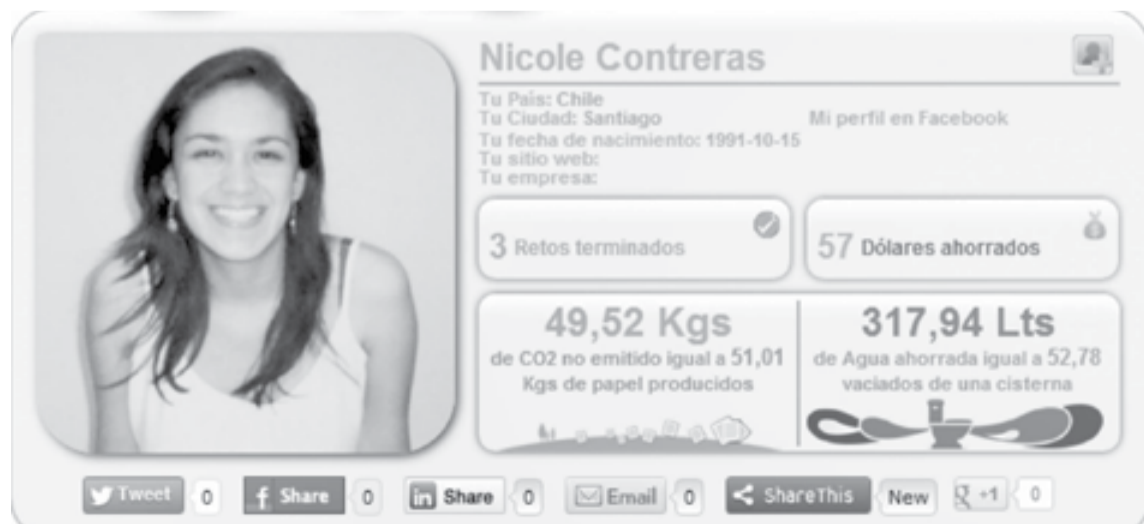 Nicole Contreras
Tu País: Chile
Tu Ciudad: Santiago
Mi perfil en Facebook
Tu fecha de nacimiento: 1991-10-15
Tu sitio web:
Tu empresa:
3 Retos terminados
57 Dólares ahorrados
49,52 Kgs
de CO2 no emitido igual a 51,01
Kgs de papel producidos
317,94 Lts
de Agua ahorrada igual a 52,78
vaciados de una cisterna
Tweet 0
f Share 0
in Share 0
Email 0
ShareThis New
g +1 0